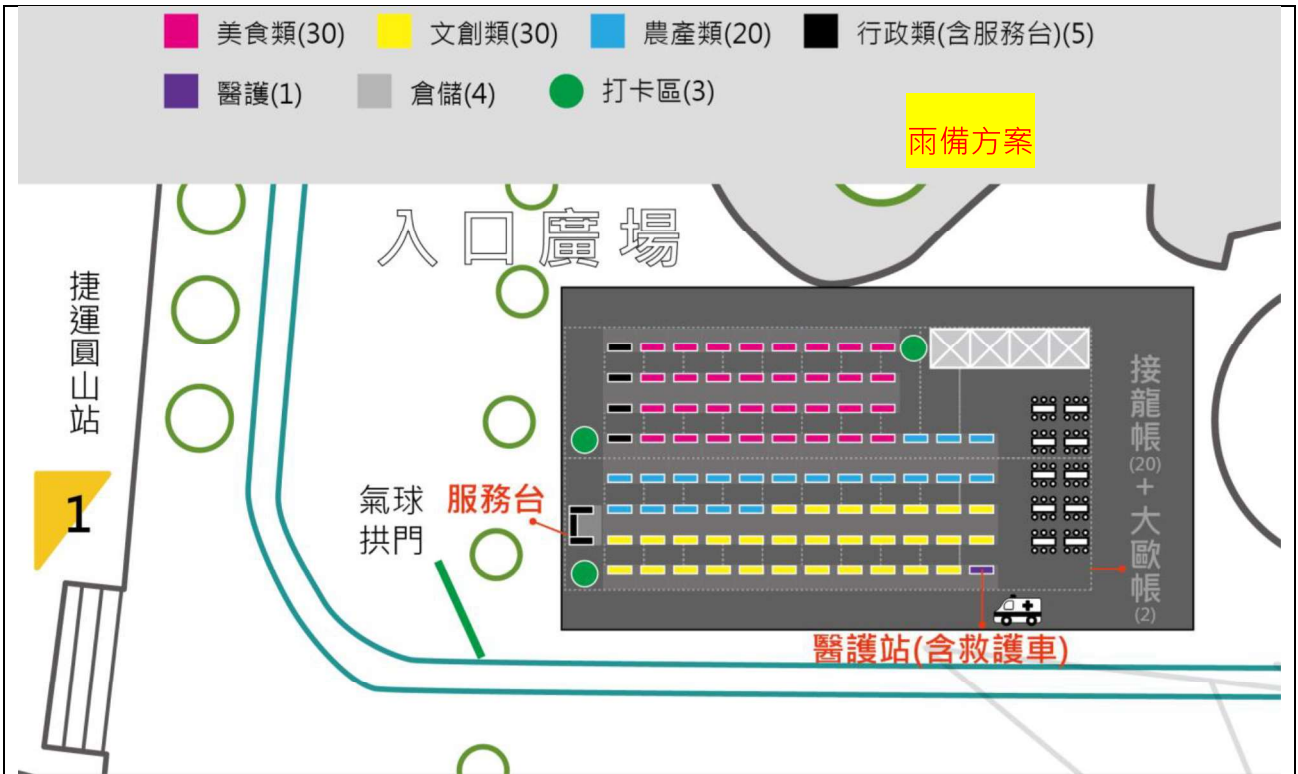 美食類(30) 文創類(30) 農產類(20) 行政類(含服務台)(5)
醫護(1) 倉儲(4) 打卡區(3)
雨備方案
入口廣場
捷運圓山站
1
氣球
拱門
服務台
接龍帳(20)+大歐帳(2)
醫護站(含救護車)